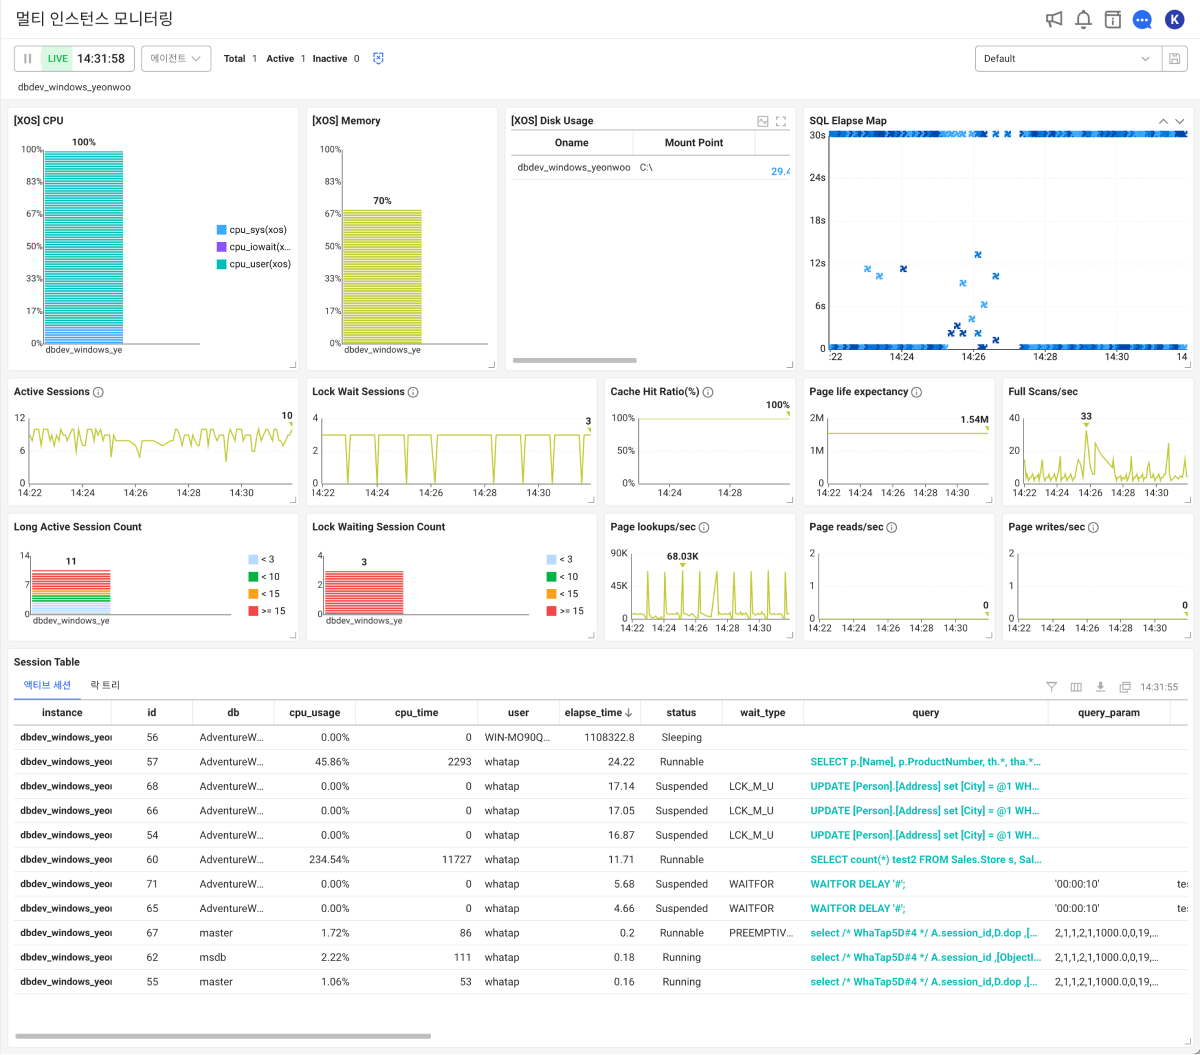 멀티 인스턴스 모니터링
K
LIVE 14:31:58 에이전트 Total 1 Active 1 Inactive 0 Default
dbdev_windows_yeonwoo
[XOS] CPU
100%
100%
83%
67%
50%
33%
17%
0%
dbdev_windows_ye
cpu_sys(xos)
cpu_iowait(x...
cpu_user(xos)
[XOS] Memory
100%
83%
70%
67%
50%
33%
17%
0%
dbdev_windows_ye
[XOS] Disk Usage
Oname Mount Point
dbdev_windows_yeonwoo C:\ 29.4
SQL Elapse Map
30s
24s
18s
12s
6s
0
:22 14:24 14:26 14:28 14:30 14
Active Sessions
10
12
6
0
14:22 14:24 14:26 14:28 14:30
Lock Wait Sessions
4
3
2
0
14:22 14:24 14:26 14:28 14:30
Cache Hit Ratio(%)
100%
100%
50%
0%
14:24 14:28
Page life expectancy
2M
1.54M
1M
0
14:22 14:24 14:26 14:28 14:30
Full Scans/sec
33
40
20
0
14:22 14:24 14:26 14:28 14:30
Long Active Session Count
11
14
7
0
dbdev_windows_ye
< 3
< 10
< 15
>= 15
Lock Waiting Session Count
3
4
2
0
dbdev_windows_ye
< 3
< 10
< 15
>= 15
Page lookups/sec
68.03K
90K
45K
0
14:22 14:24 14:26 14:28 14:30
Page reads/sec
2
1
0
0
14:22 14:24 14:26 14:28 14:30
Page writes/sec
2
1
0
0
14:22 14:24 14:26 14:28 14:30
Session Table
액티브 세션 락 트리 14:31:55
instance id db cpu_usage cpu_time user elapse_time status wait_type query query_param
dbdev_windows_yeon 56 AdventureW... 0.00% 0 WIN-MO90Q... 1108322.8 Sleeping
dbdev_windows_yeon 57 AdventureW... 45.86% 2293 whatap 24.22 Runnable SELECT p.[Name], p.ProductNumber, th.*, tha.*...
dbdev_windows_yeon 68 AdventureW... 0.00% 0 whatap 17.14 Suspended LCK_M_U UPDATE [Person].[Address] set [City] = @1 WH...
dbdev_windows_yeon 66 AdventureW... 0.00% 0 whatap 17.05 Suspended LCK_M_U UPDATE [Person].[Address] set [City] = @1 WH...
dbdev_windows_yeon 54 AdventureW... 0.00% 0 whatap 16.87 Suspended LCK_M_U UPDATE [Person].[Address] set [City] = @1 WH...
dbdev_windows_yeon 60 AdventureW... 234.54% 11727 whatap 11.71 Runnable SELECT count(*) test2 FROM Sales.Store s, Sal...
dbdev_windows_yeon 71 AdventureW... 0.00% 0 whatap 5.68 Suspended WAITFOR WAITFOR DELAY '#'; '00:00:10' te
dbdev_windows_yeon 65 AdventureW... 0.00% 0 whatap 4.66 Suspended WAITFOR WAITFOR DELAY '#'; '00:00:10' te
dbdev_windows_yeon 67 master 1.72% 86 whatap 0.2 Runnable PREEMPTIV... select /* WhaTap5D#4 */ A.session_id,D.dop ,[... 2,1,1,2,1,1000.0,0,19,...
dbdev_windows_yeon 62 msdb 2.22% 111 whatap 0.18 Running select /* WhaTap5D#4 */ A.session_id ,[ObjectI... 2,1,1,2,1,1000.0,0,19,...
dbdev_windows_yeon 55 master 1.06% 53 whatap 0.16 Running select /* WhaTap5D#4 */ A.session_id,D.dop ,[... 2,1,1,2,1,1000.0,0,19,...